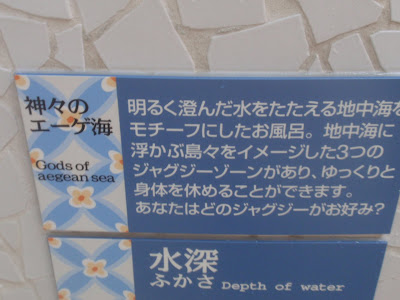 神々の
エーゲ海
Gods of
aegean sea
明るく澄んだ水をたたえる地中海を
モチーフにしたお風呂。地中海に
浮かぶ島々をイメージした3つの
ジャグジーゾーンがあり、ゆっくりと
身体を休めることができます。
あなたはどのジャグジーがお好み?
水深
ふかさ Depth of water